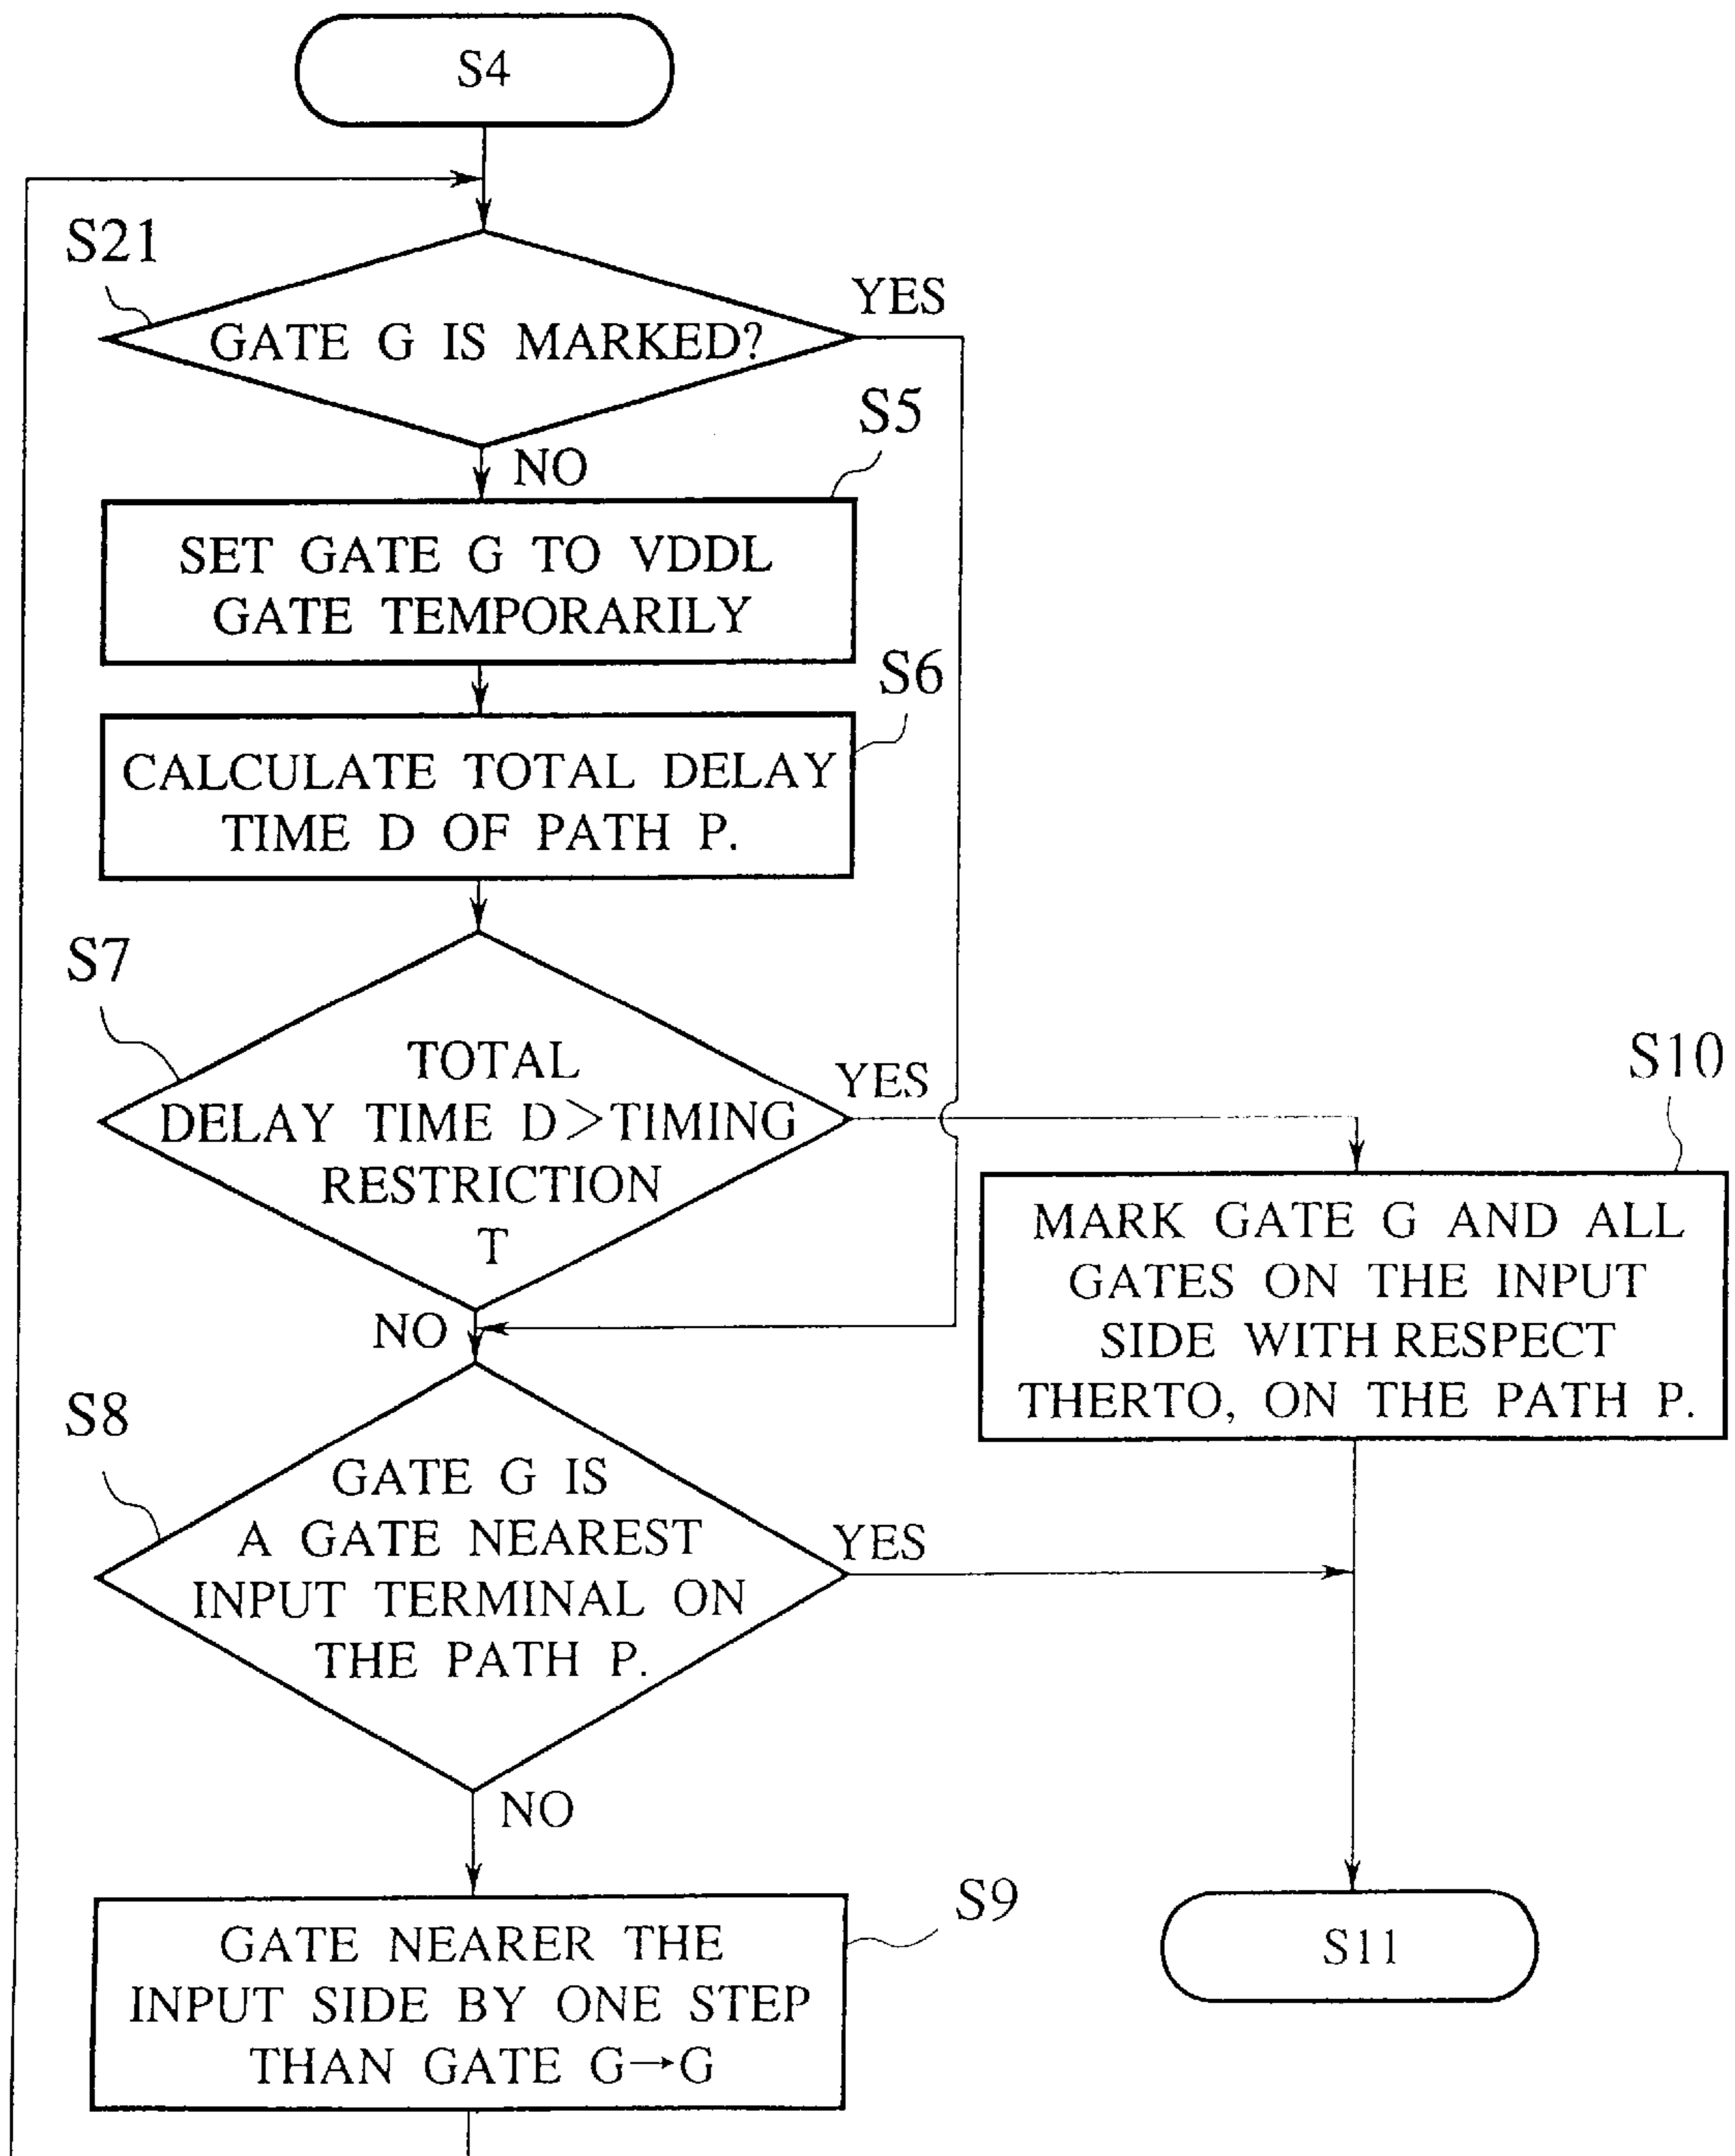 S4
S21
GATE G IS MARKED?
YES
NO
S5
SET GATE G TO VDDL
GATE TEMPORARILY
S6
CALCULATE TOTAL DELAY
TIME D OF PATH P.
S7
TOTAL
DELAY TIME D>TIMING
RESTRICTION
T
YES
NO
S10
MARK GATE G AND ALL
GATES ON THE INPUT
SIDE WITH RESPECT
THERTO, ON THE PATH P.
S8
GATE G IS
A GATE NEAREST
INPUT TERMINAL ON
THE PATH P.
YES
NO
S9
GATE NEARER THE
INPUT SIDE BY ONE STEP
THAN GATE G→G
S11